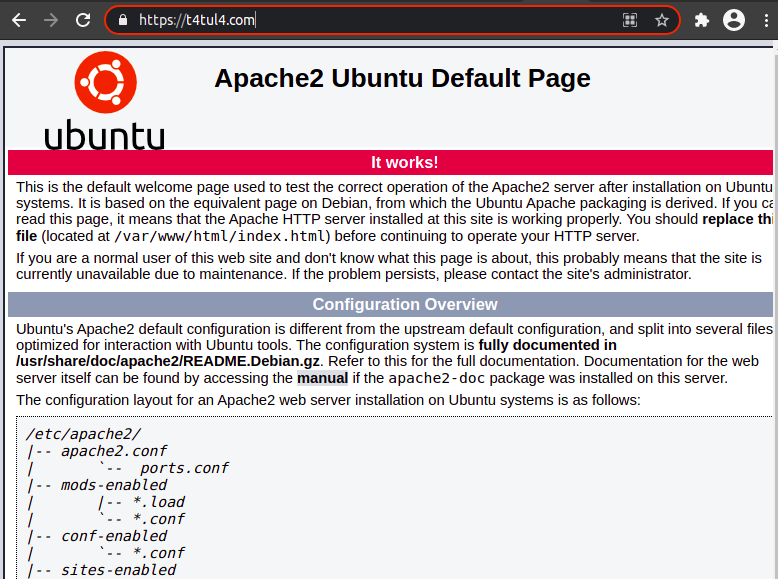 https://t4tul4.com
Apache2 Ubuntu Default Page
ubuntu
It works!
This is the default welcome page used to test the correct operation of the Apache2 server after installation on Ubuntu
systems. It is based on the equivalent page on Debian, from which the Ubuntu Apache packaging is derived. If you ca
read this page, it means that the Apache HTTP server installed at this site is working properly. You should replace thi
file (located at /var/www/html/index.html) before continuing to operate your HTTP server.
If you are a normal user of this web site and don't know what this page is about, this probably means that the site is
currently unavailable due to maintenance. If the problem persists, please contact the site's administrator.
Configuration Overview
Ubuntu's Apache2 default configuration is different from the upstream default configuration, and split into several files
optimized for interaction with Ubuntu tools. The configuration system is fully documented in
/usr/share/doc/apache2/README.Debian.gz. Refer to this for the full documentation. Documentation for the web
server itself can be found by accessing the manual if the apache2-doc package was installed on this server.
The configuration layout for an Apache2 web server installation on Ubuntu systems is as follows:
/etc/apache2/
|-- apache2.conf
|       `--  ports.conf
|-- mods-enabled
|       |-- *.load
|       `-- *.conf
|-- conf-enabled
|       `-- *.conf
|-- sites-enabled